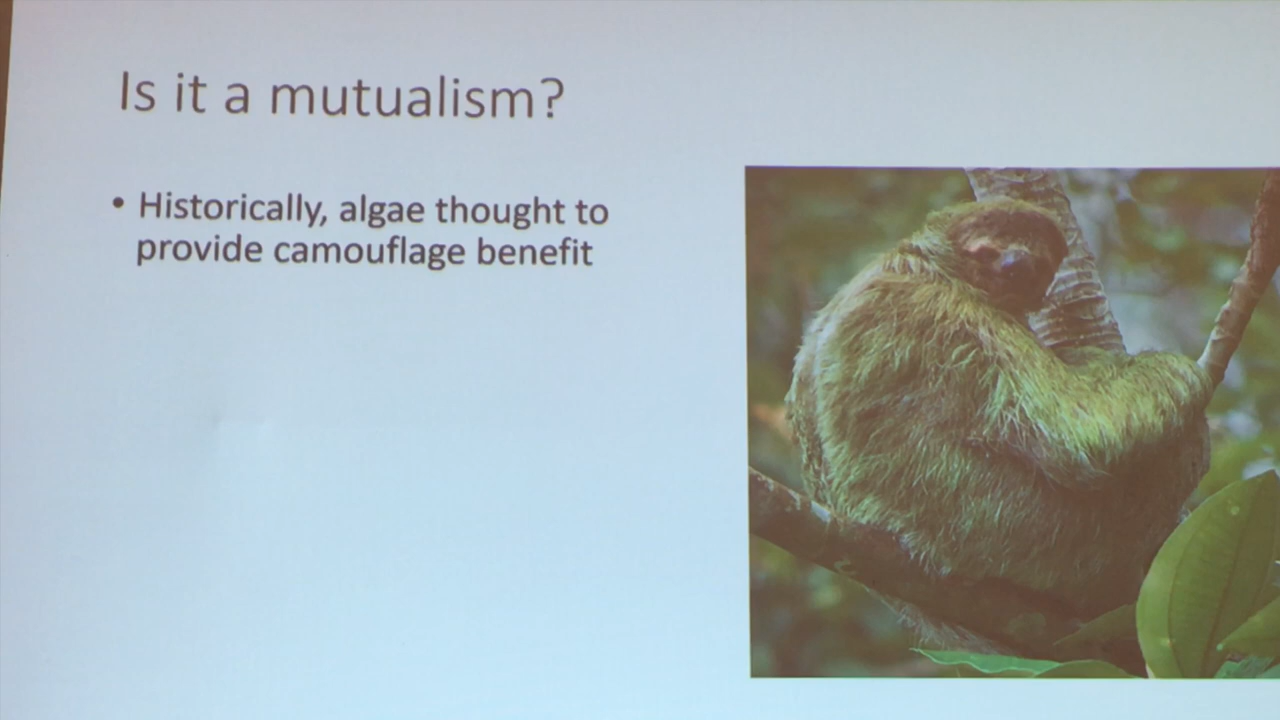 Is it a mutualism?
• Historically, algae thought to
provide camouflage benefit